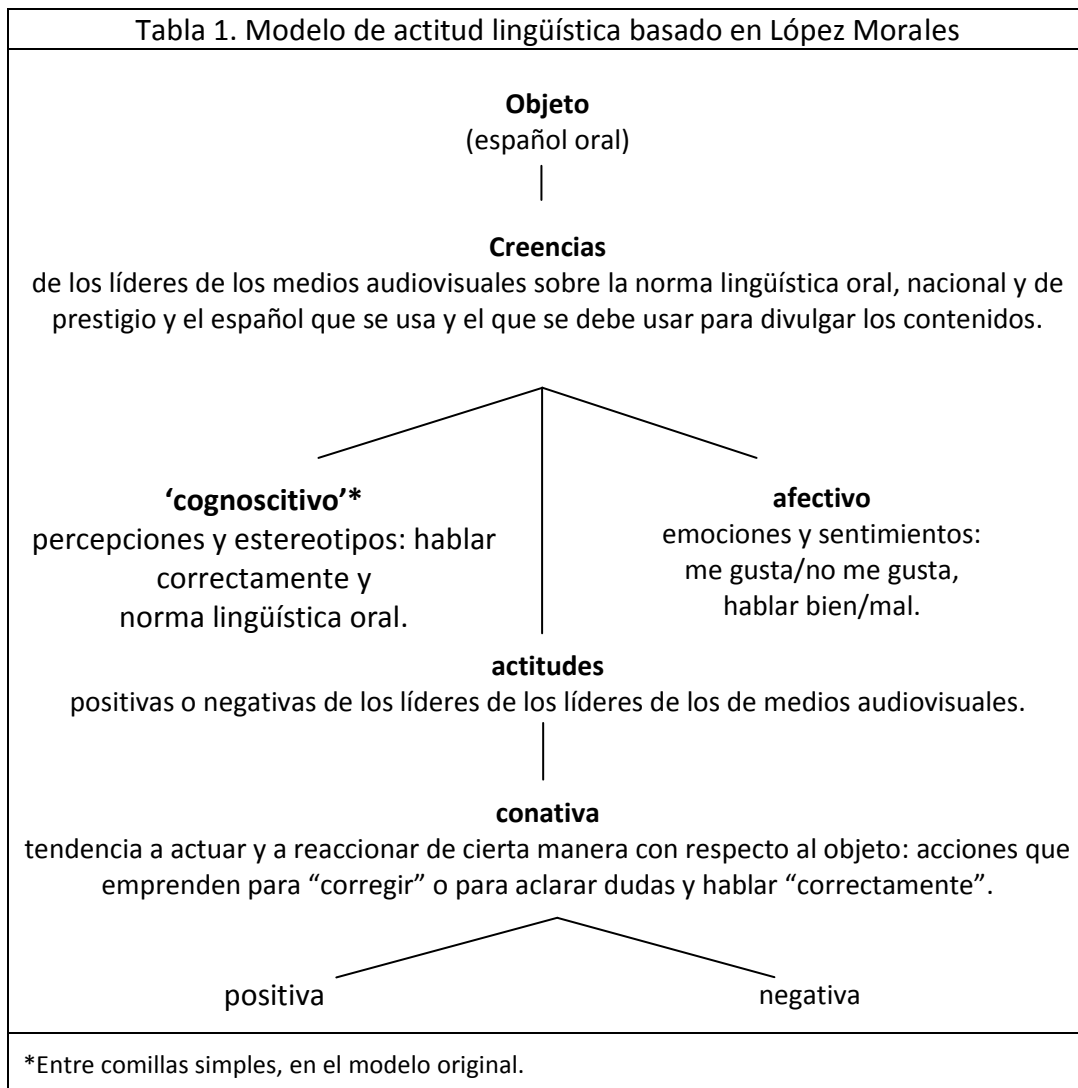 Tabla 1. Modelo de actitud lingüística basado en López Morales
Objeto
(español oral)
Creencias
de los líderes de los medios audiovisuales sobre la norma lingüística oral, nacional y de
prestigio y el español que se usa y el que se debe usar para divulgar los contenidos.
‘cognoscitivo’*
percepciones y estereotipos: hablar
correctamente y
norma lingüística oral.
afectivo
emociones y sentimientos:
me gusta/no me gusta,
hablar bien/mal.
actitudes
positivas o negativas de los líderes de los líderes de los de medios audiovisuales.
conativa
tendencia a actuar y a reaccionar de cierta manera con respecto al objeto: acciones que
emprenden para “corregir” o para aclarar dudas y hablar “correctamente”.
positiva
negativa
*Entre comillas simples, en el modelo original.